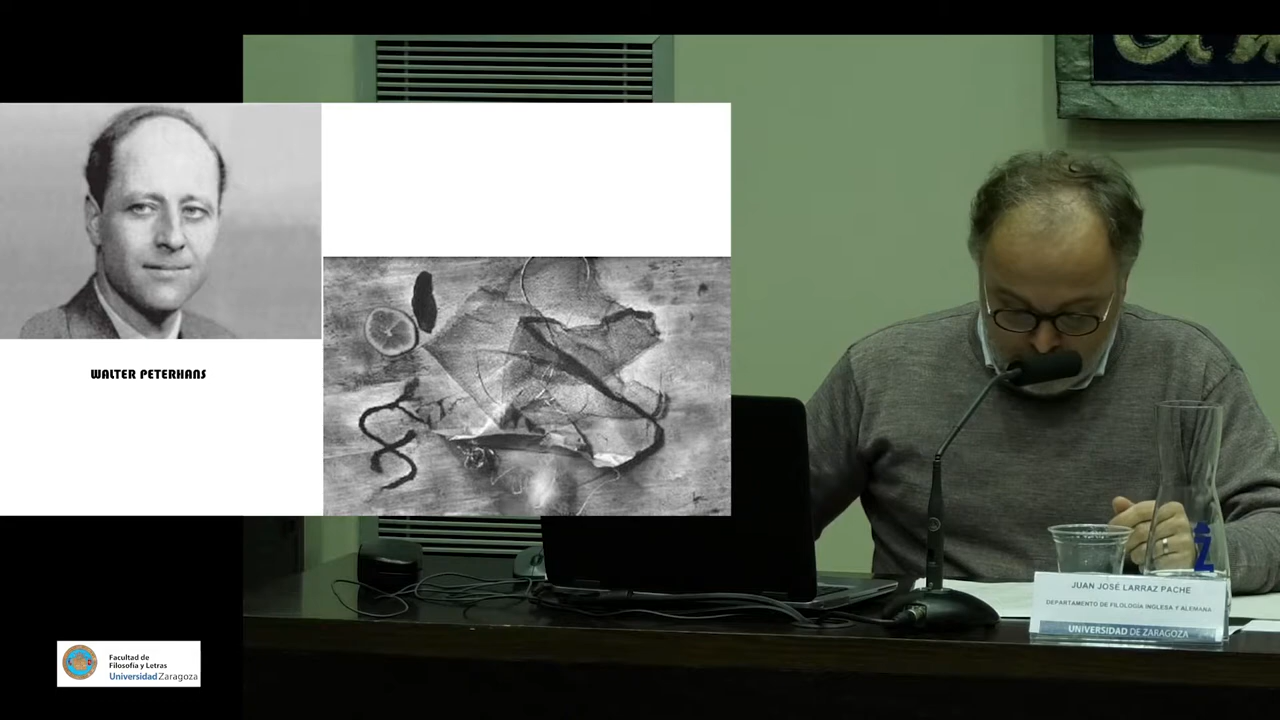 WALTER PETERHANS
JUAN JOSÉ LARRAZ PACHE
DEPARTAMENTO DE FILOLOGÍA INGLESA Y ALEMANA
UNIVERSIDAD DE ZARAGOZA
Facultad de
Filosofía y Letras
Universidad Zaragoza